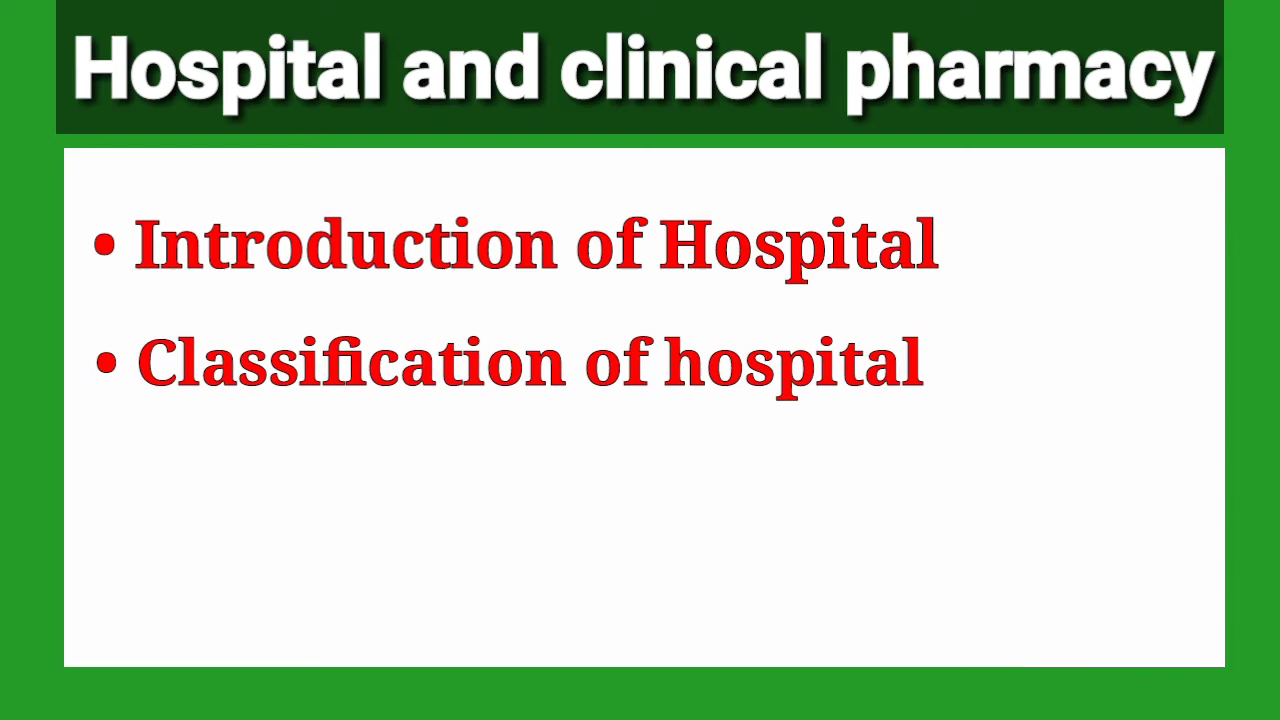 Hospital and clinical pharmacy
• Introduction of Hospital
• Classification of hospital